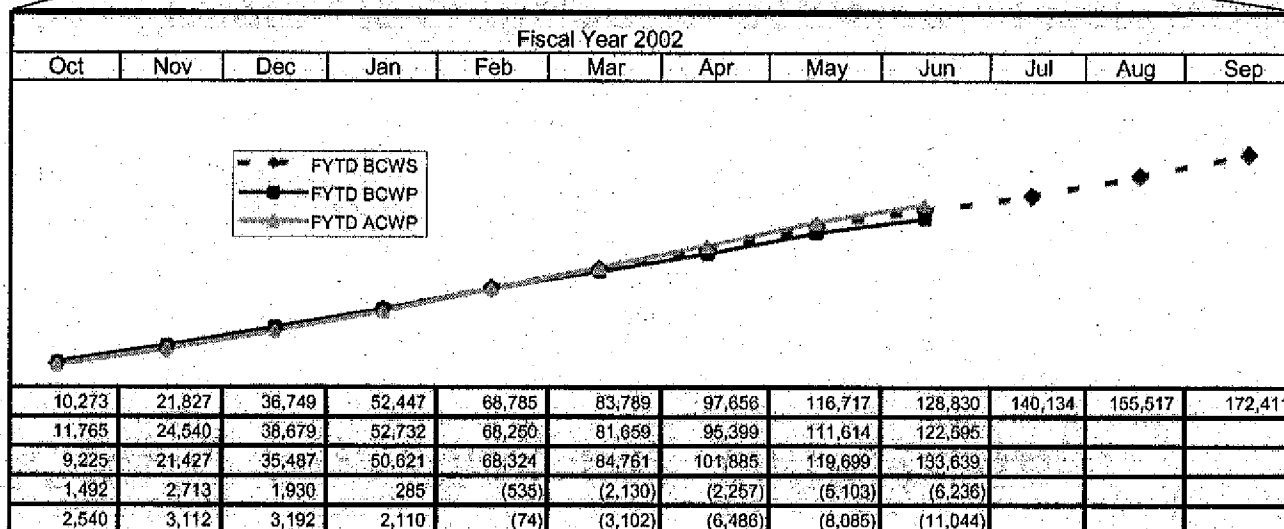 Fiscal Year 2002
Oct Nov Dec Jan Feb Mar Apr May Jun Jul Aug Sep
FYTD BCWS
FYTD BCWP
FYTD ACWP
10,273 21,827 36,749 52,447 68,785 83,789 97,656 116,717 128,830 140,134 155,517 172,411
11,765 24,540 38,679 52,732 68,250 81,659 95,399 111,614 122,595
9,225 21,427 35,487 50,621 68,324 84,761 101,885 119,699 133,639
1,492 2,713 1,930 285 (535) (2,130) (2,257) (5,103) (6,236)
2,540 3,112 3,192 2,110 (74) (3,102) (6,486) (8,085) (11,044)